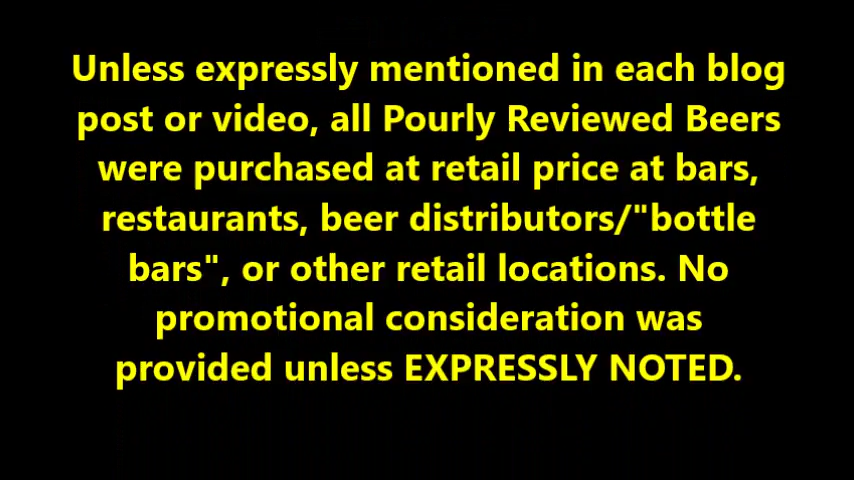 Unless expressly mentioned in each blog
post or video, all Pourly Reviewed Beers
were purchased at retail price at bars,
restaurants, beer distributors/"bottle
bars", or other retail locations. No
promotional consideration was
provided unless EXPRESSLY NOTED.